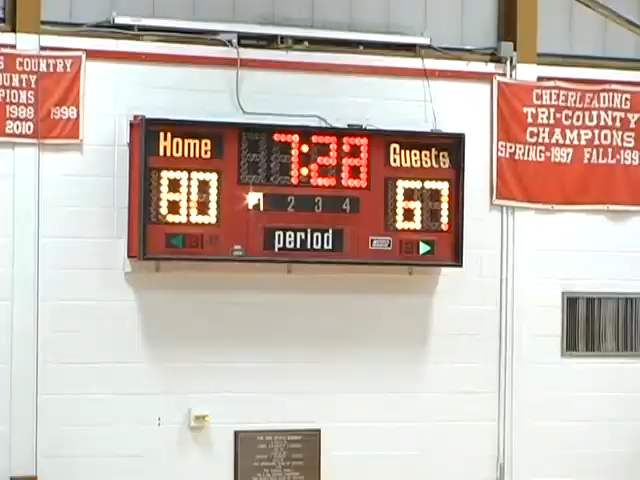 COUNTRY
OUNTY
PIONS
1988 1998
2010
Home
7:28
Guests
80
67
1 2 3 4
period
CHEERLEADING
TRI-COUNTY
CHAMPIONS
SPRING-1997 FALL-199